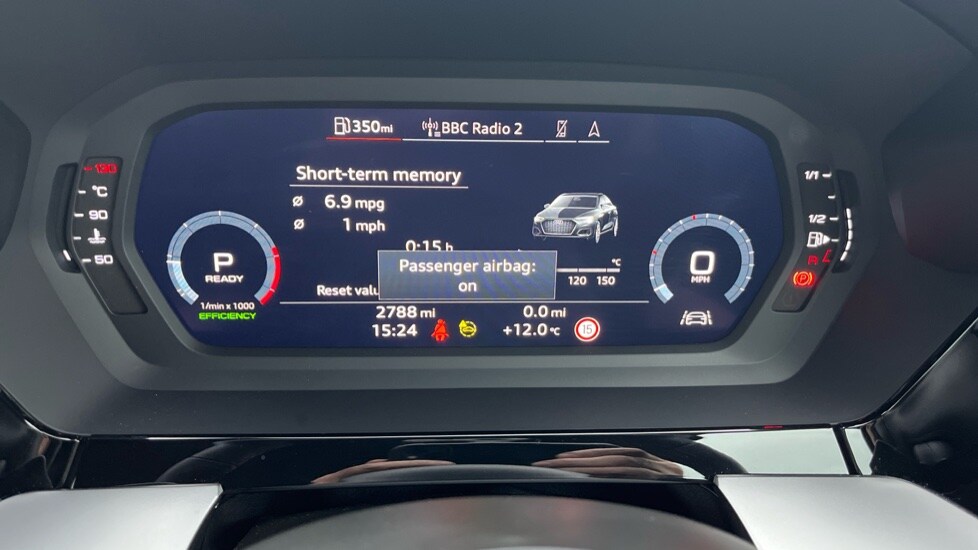 350mi BBC Radio 2
Short-term memory
Ø 6.9 mpg
Ø 1 mph
0:15 h
Passenger airbag:
on
Reset valu
°C
120 150
2788 mi 0.0 mi
15:24 +12.0 °C 15
P
READY
1/min x 1000
EFFICIENCY
0
MPH
130
°C
90
50
1/1
1/2
R
(P)